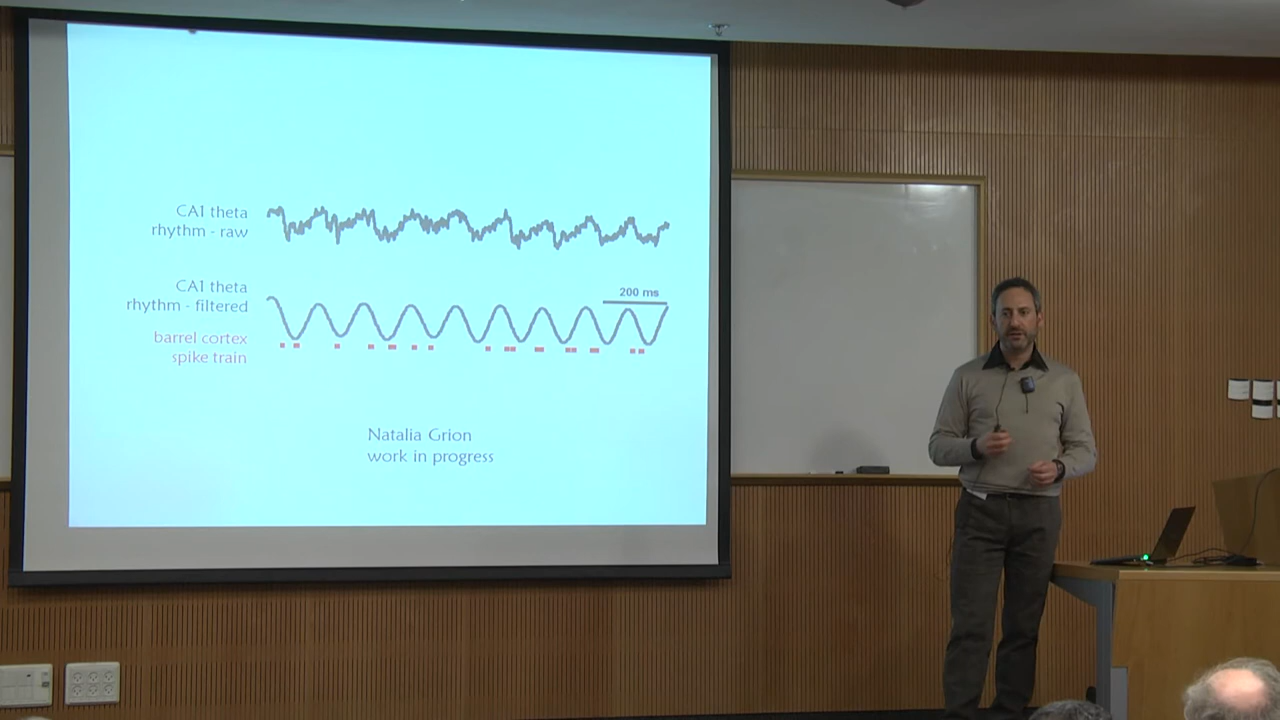 CA1 theta
rhythm - raw
CA1 theta
rhythm - filtered
200 ms
barrel cortex
spike train
Natalia Grion
work in progress